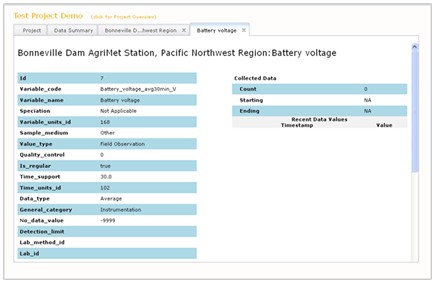 Test Project Demo (click for Project Overview)
Project Data Summary Bonneville D...hwest Region x Battery voltage x
Bonneville Dam AgriMet Station, Pacific Northwest Region:Battery voltage
Id 7
Variable_code Battery_voltage_avg30min_V
Variable_name Battery voltage
Speciation Not Applicable
Variable_units_id 168
Sample_medium Other
Value_type Field Observation
Quality_control 0
Is_regular true
Time_support 30.0
Time_units_id 102
Data_type Average
General_category Instrumentation
No_data_value -9999
Detection_limit
Lab_method_id
Lab_id
Collected Data
Count 0
Starting NA
Ending NA
Recent Data Values
Timestamp Value